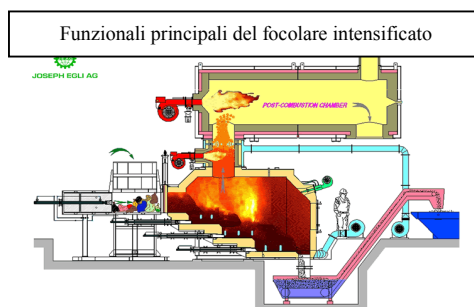 Funzionali principali del focolare intensificato
JOSEPH EGLI AG
POST-COMBUSTION CHAMBER